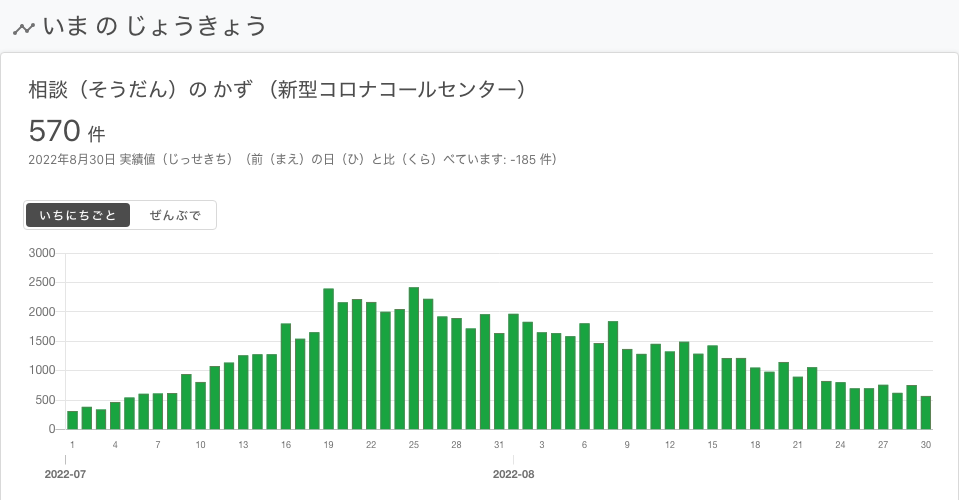 いま の じょうきょう
相談（そうだん）の かず （新型コロナコールセンター）
570 件
2022年8月30日 実績値（じっせきち）（前（まえ）の日（ひ）と比（くら）べています: -185 件）
いちにちごと ぜんぶで
3000
2500
2000
1500
1000
500
0
1 4 7 10 13 16 19 22 25 28 31 3 6 9 12 15 18 21 24 27 30
2022-07 2022-08